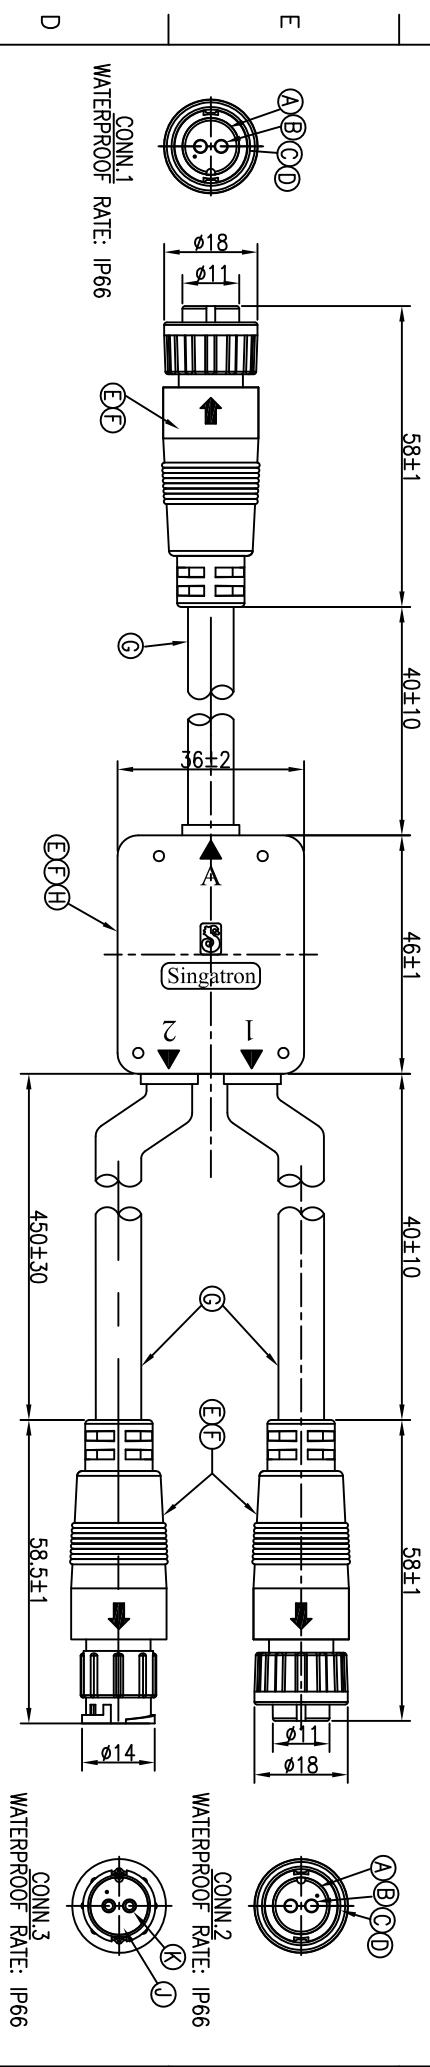 D
E
A
B
C
D
CONN.1
WATERPROOF RATE: IP66
ø18
ø11
58±1
E F
G
40±10
36±2
46±1
E F H
A
Singatron
2
1
450±30
40±10
G
E F
58.5±1
58±1
ø14
ø11
ø18
A
B
C
D
CONN.2
WATERPROOF RATE: IP66
K
J
CONN.3
WATERPROOF RATE: IP66